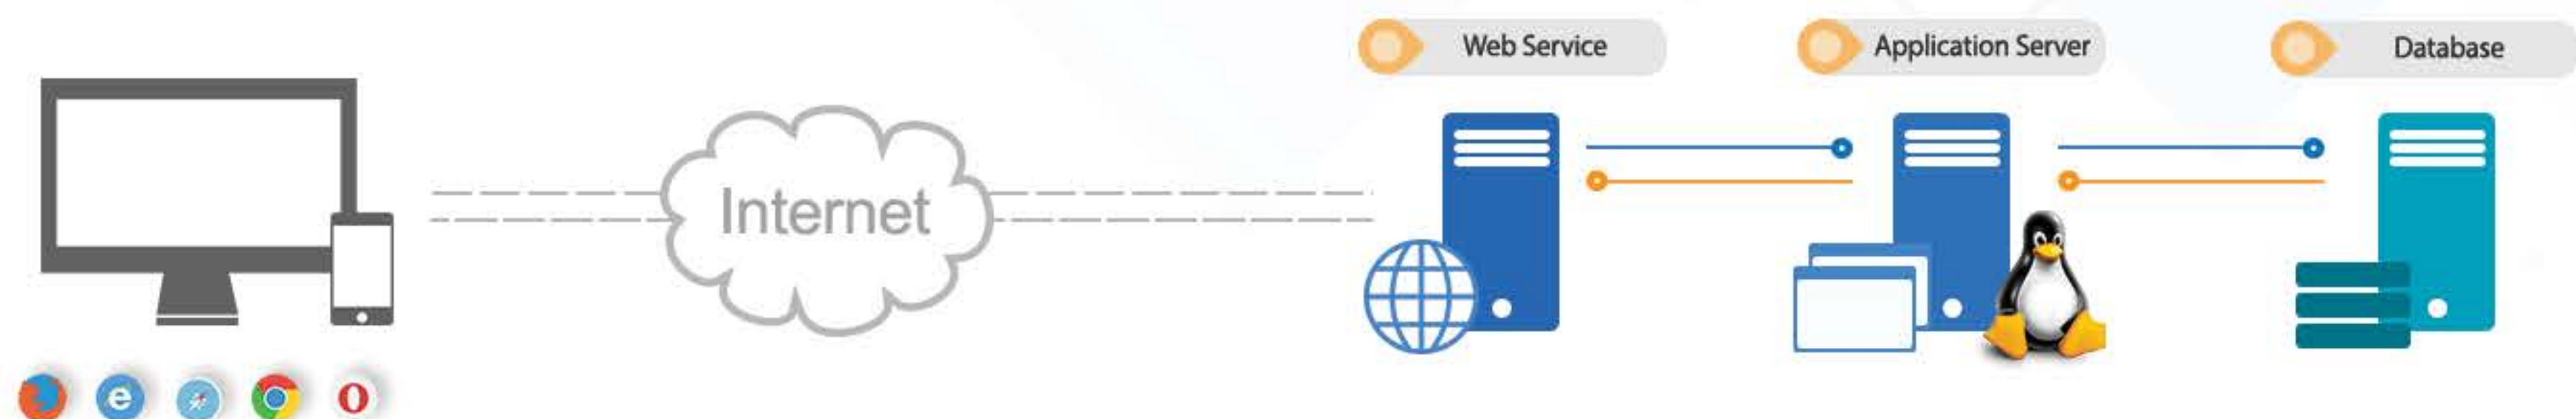 Web Service
Application Server
Database
Internet